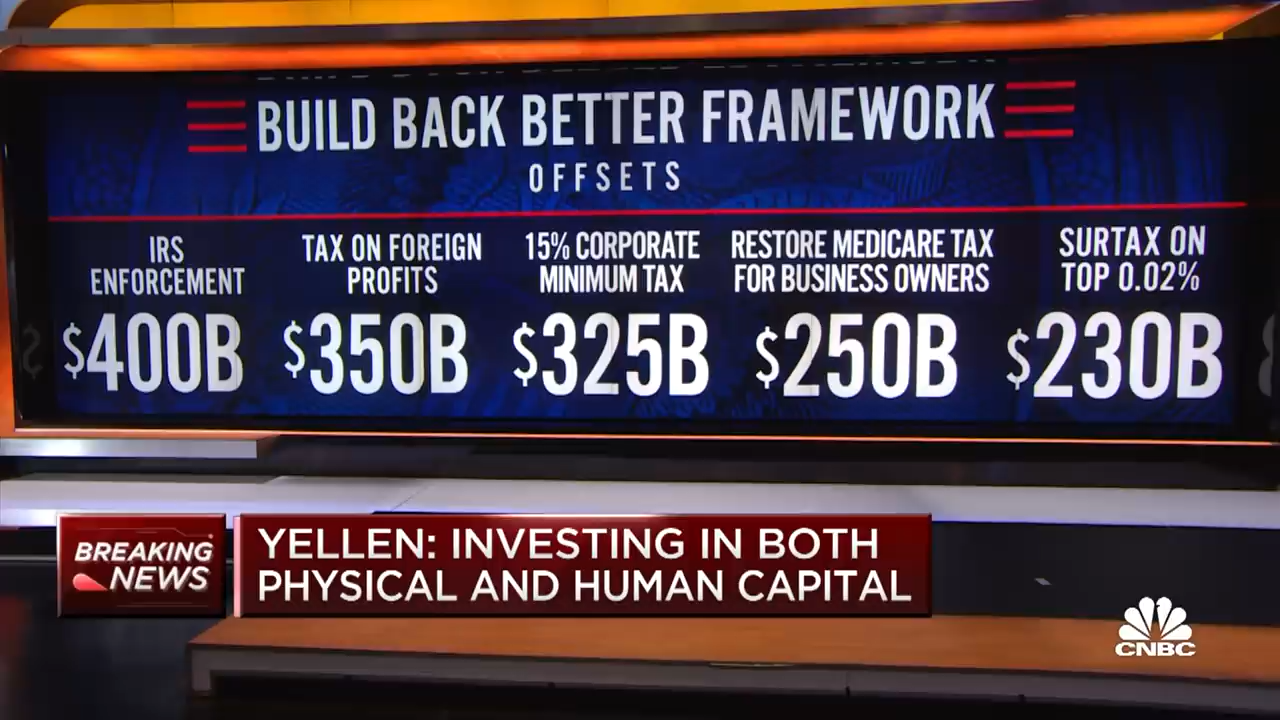 BUILD BACK BETTER FRAMEWORK
OFFSETS
IRS
ENFORCEMENT
$400B
TAX ON FOREIGN
PROFITS
$350B
15% CORPORATE
MINIMUM TAX
$325B
RESTORE MEDICARE TAX
FOR BUSINESS OWNERS
$250B
SURTAX ON
TOP 0.02%
$230B
BREAKING
NEWS
YELLEN: INVESTING IN BOTH
PHYSICAL AND HUMAN CAPITAL
CNBC